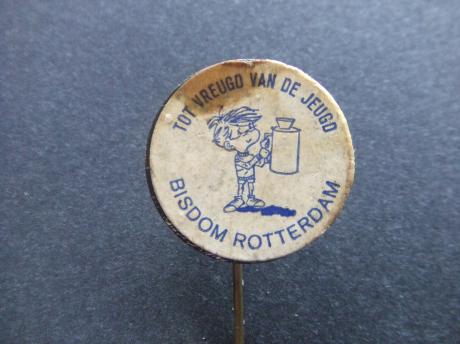 TOT VREUGD VAN DE JEUGD
BISDOM ROTTERDAM